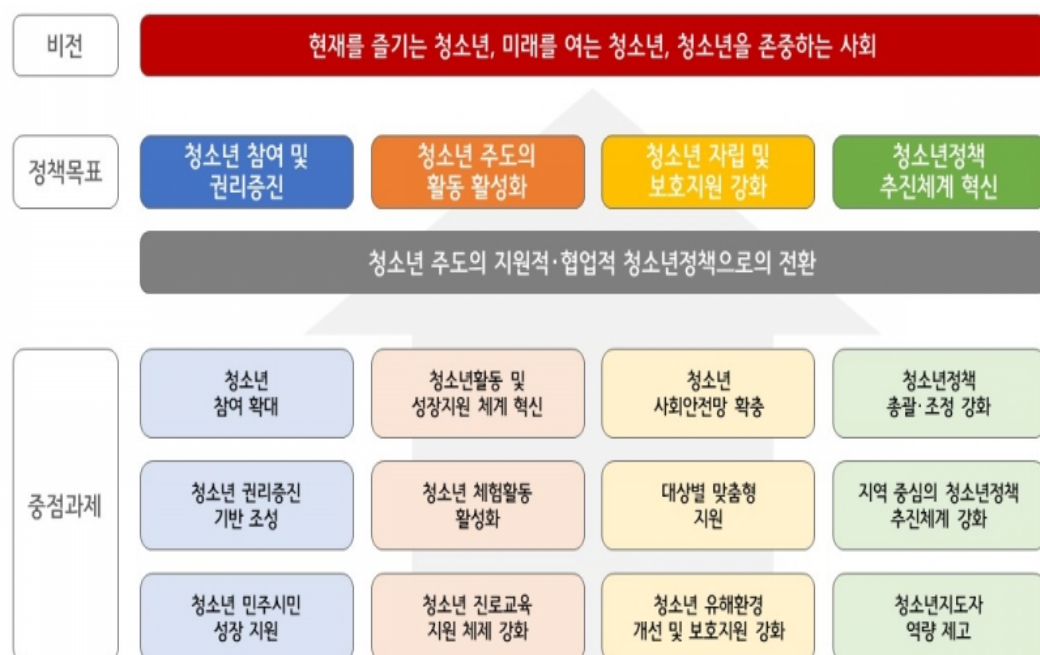 비전
현재를 즐기는 청소년, 미래를 여는 청소년, 청소년을 존중하는 사회
정책목표
청소년 참여 및
권리증진
청소년 주도의
활동 활성화
청소년 자립 및
보호지원 강화
청소년정책
추진체계 혁신
청소년 주도의 지원적·협업적 청소년정책으로의 전환
중점과제
청소년
참여 확대
청소년활동 및
성장지원 체계 혁신
청소년
사회안전망 확충
청소년정책
총괄·조정 강화
청소년 권리증진
기반 조성
청소년 체험활동
활성화
대상별 맞춤형
지원
지역 중심의 청소년정책
추진체계 강화
청소년 민주시민
성장 지원
청소년 진로교육
지원 체제 강화
청소년 유해환경
개선 및 보호지원 강화
청소년지도자
역량 제고